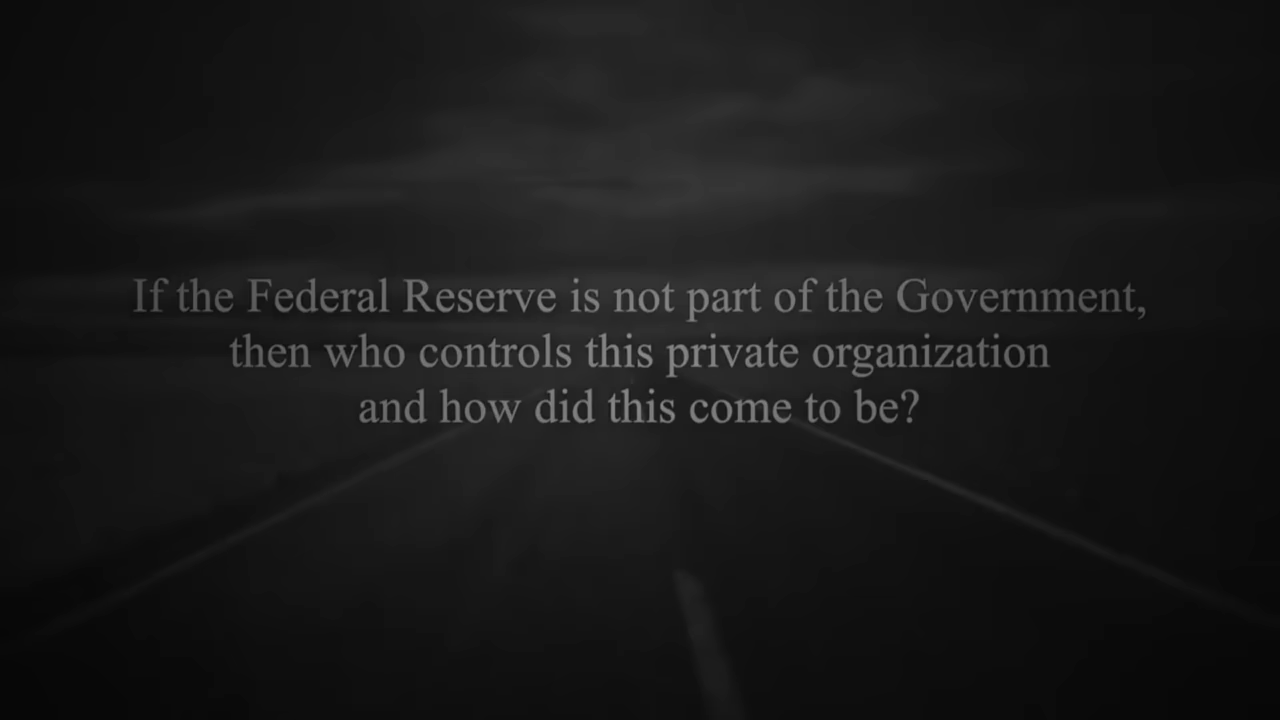 If the Federal Reserve is not part of the Government,
then who controls this private organization
and how did this come to be?